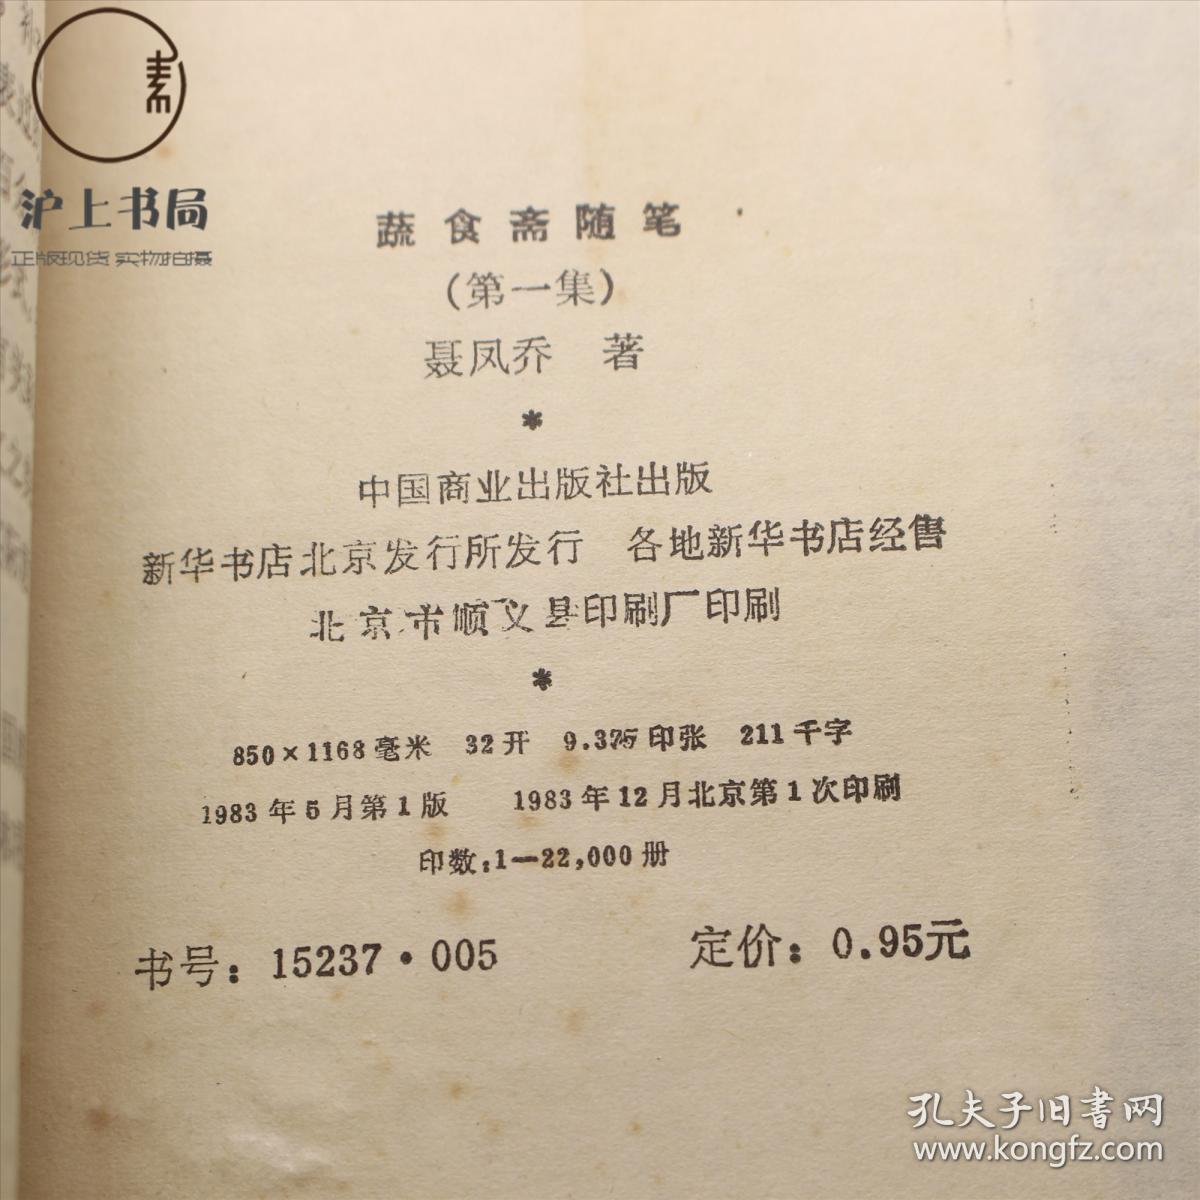 素
沪上书局
正版现货 实物拍摄
蔬食斋随笔
(第一集)
聂凤乔 著
*
中国商业出版社出版
新华书店北京发行所发行 各地新华书店经售
北京市顺义县印刷厂印刷
*
850×1168毫米 32开 9.375印张 211千字
1983年5月第1版 1983年12月北京第1次印刷
印数:1—22,000册
书号:15237·005 定价:0.95元
孔夫子旧书网
www.kongfz.com